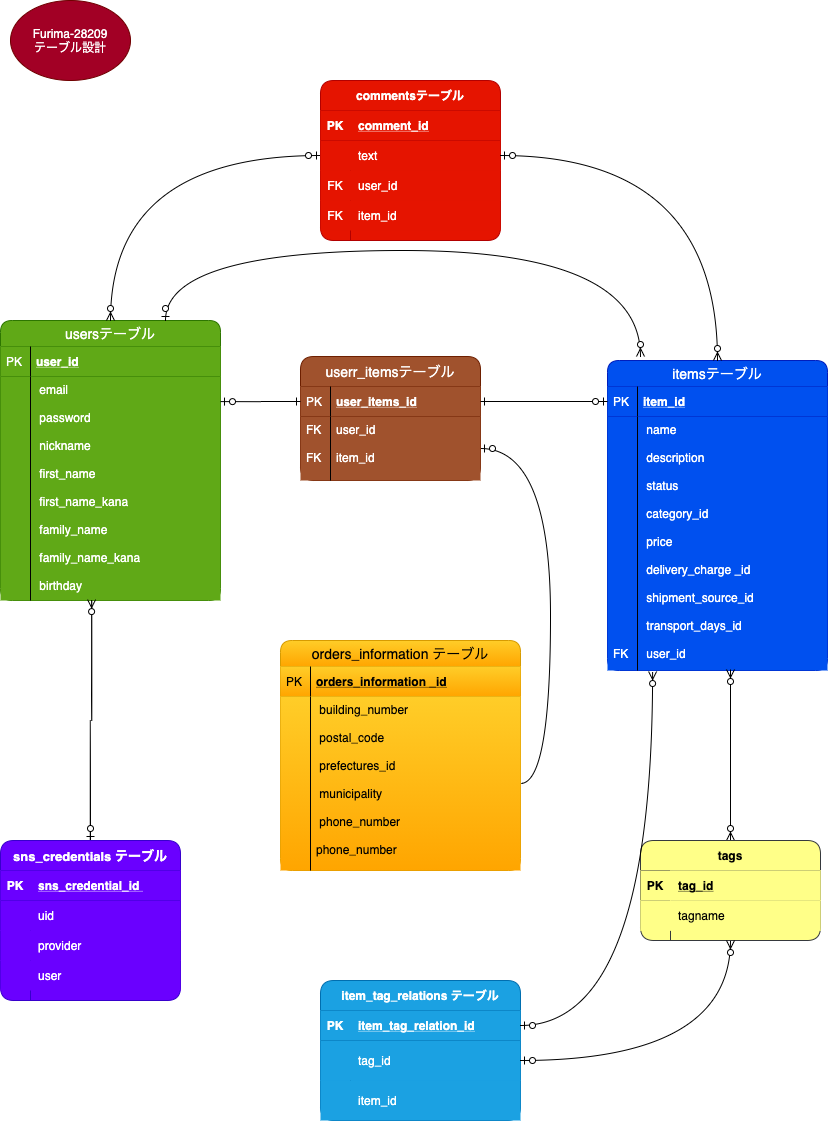 Furima-28209
テーブル設計
commentsテーブル
PK comment_id
text
FK user_id
FK item_id
usersテーブル
PK user_id
email
password
nickname
first_name
first_name_kana
family_name
family_name_kana
birthday
userr_itemsテーブル
PK user_items_id
FK user_id
FK item_id
itemsテーブル
PK item_id
name
description
status
category_id
price
delivery_charge _id
shipment_source_id
transport_days_id
FK user_id
orders_information テーブル
PK orders_information _id
building_number
postal_code
prefectures_id
municipality
phone_number
phone_number
sns_credentials テーブル
PK sns_credential_id
uid
provider
user
tags
PK tag_id
tagname
item_tag_relations テーブル
PK item_tag_relation_id
tag_id
item_id